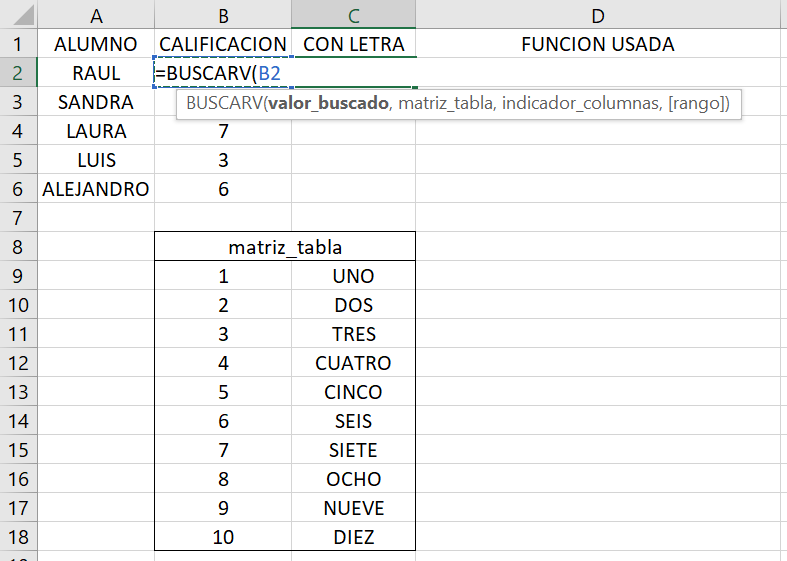 A B C D
1 ALUMNO CALIFICACION CON LETRA FUNCION USADA
2 RAUL =BUSCARV(B2
3 SANDRA BUSCARV(valor_buscado, matriz_tabla, indicador_columnas, [rango])
4 LAURA 7
5 LUIS 3
6 ALEJANDRO 6
7
8 matriz_tabla
9 1 UNO
10 2 DOS
11 3 TRES
12 4 CUATRO
13 5 CINCO
14 6 SEIS
15 7 SIETE
16 8 OCHO
17 9 NUEVE
18 10 DIEZ